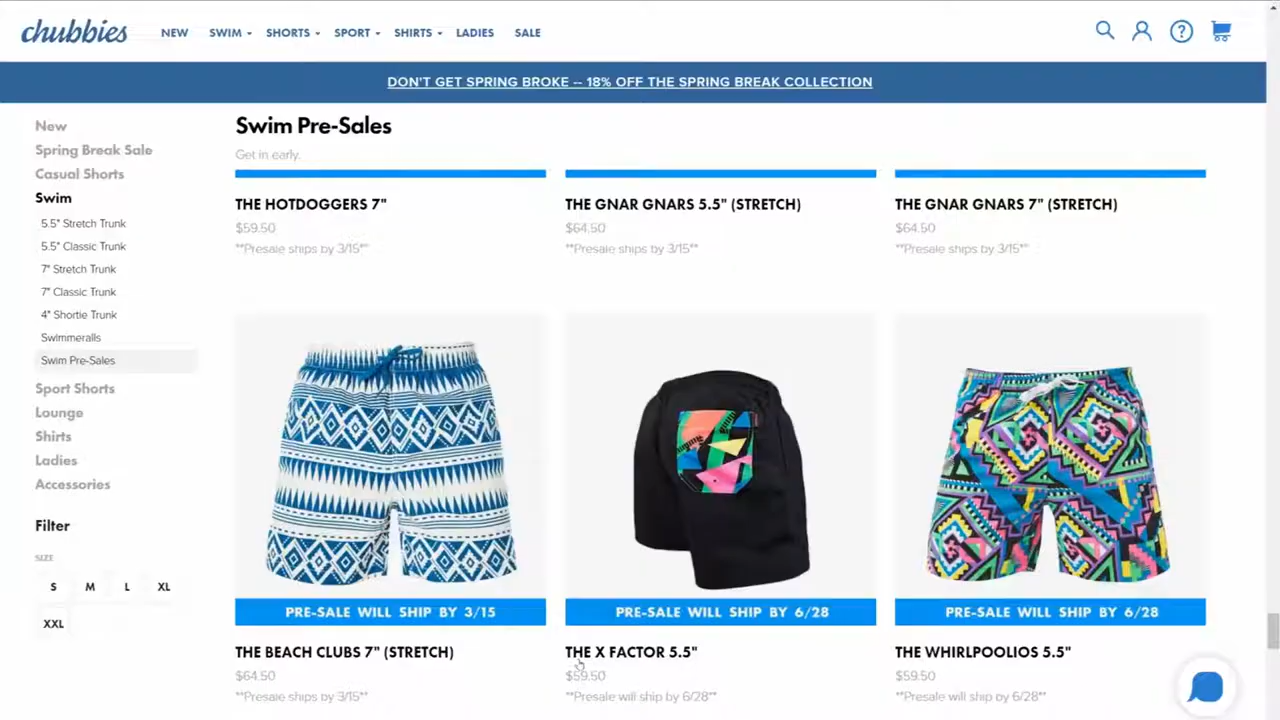 chubbies
NEW SWIM SHORTS SPORT SHIRTS LADIES SALE
DON'T GET SPRING BROKE -- 18% OFF THE SPRING BREAK COLLECTION
New
Spring Break Sale
Casual Shorts
Swim
5.5" Stretch Trunk
5.5" Classic Trunk
7" Stretch Trunk
7" Classic Trunk
4" Shortie Trunk
Swimmeralls
Swim Pre-Sales
Sport Shorts
Lounge
Shirts
Ladies
Accessories
Filter
SIZE
S M L XL
XXL
Swim Pre-Sales
Get in early.
THE HOTDOGGERS 7"
$59.50
**Presale ships by 3/15**
THE GNAR GNARS 5.5" (STRETCH)
$64.50
**Presale ships by 3/15**
THE GNAR GNARS 7" (STRETCH)
$64.50
**Presale ships by 3/15**
PRE-SALE WILL SHIP BY 3/15
THE BEACH CLUBS 7" (STRETCH)
$64.50
**Presale ships by 3/15**
PRE-SALE WILL SHIP BY 6/28
THE X FACTOR 5.5"
$59.50
**Presale will ship by 6/28**
PRE-SALE WILL SHIP BY 6/28
THE WHIRLPOOLIOS 5.5"
$59.50
**Presale will ship by 6/28**